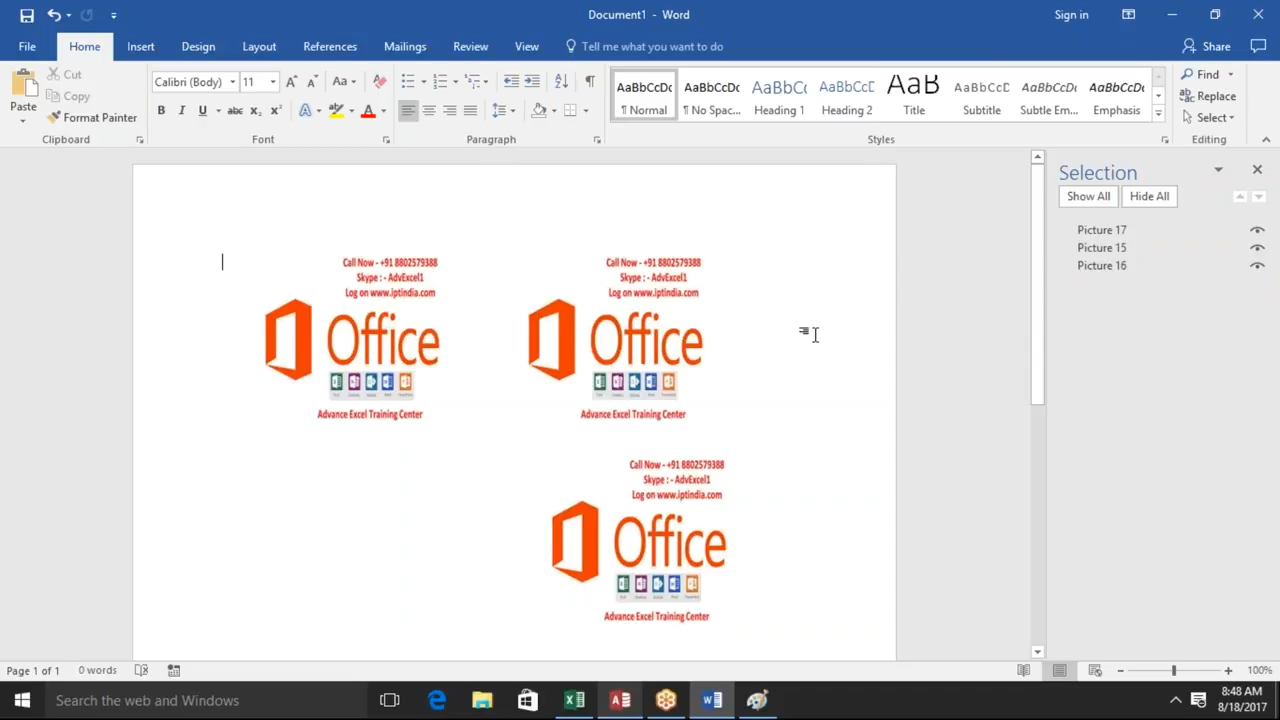 Document1 - Word
Sign in
File Home Insert Design Layout References Mailings Review View Tell me what you want to do Share
Paste
Cut
Copy
Format Painter
Clipboard
Calibri (Body) 11
Aa
B I U abc X₂ X²
A
Font
Paragraph
AaBbCcDc ¶ Normal
AaBbCcDc ¶ No Spac...
AaBbCc Heading 1
AaBbCcE Heading 2
AaB Title
AaBbCcD Subtitle
AaBbCcDc Subtle Em...
AaBbCcDc Emphasis
Styles
Find
Replace
Select
Editing
Selection
Show All Hide All
Picture 17
Picture 15
Picture 16
Call Now - +91 8802579388
Skype : - AdvExcel1
Log on www.iptindia.com
Office
Advance Excel Training Center
Call Now - +91 8802579388
Skype : - AdvExcel1
Log on www.iptindia.com
Office
Advance Excel Training Center
Call Now - +91 8802579388
Skype : - AdvExcel1
Log on www.iptindia.com
Office
Advance Excel Training Center
Page 1 of 1 0 words
100%
Search the web and Windows
8:48 AM
8/18/2017